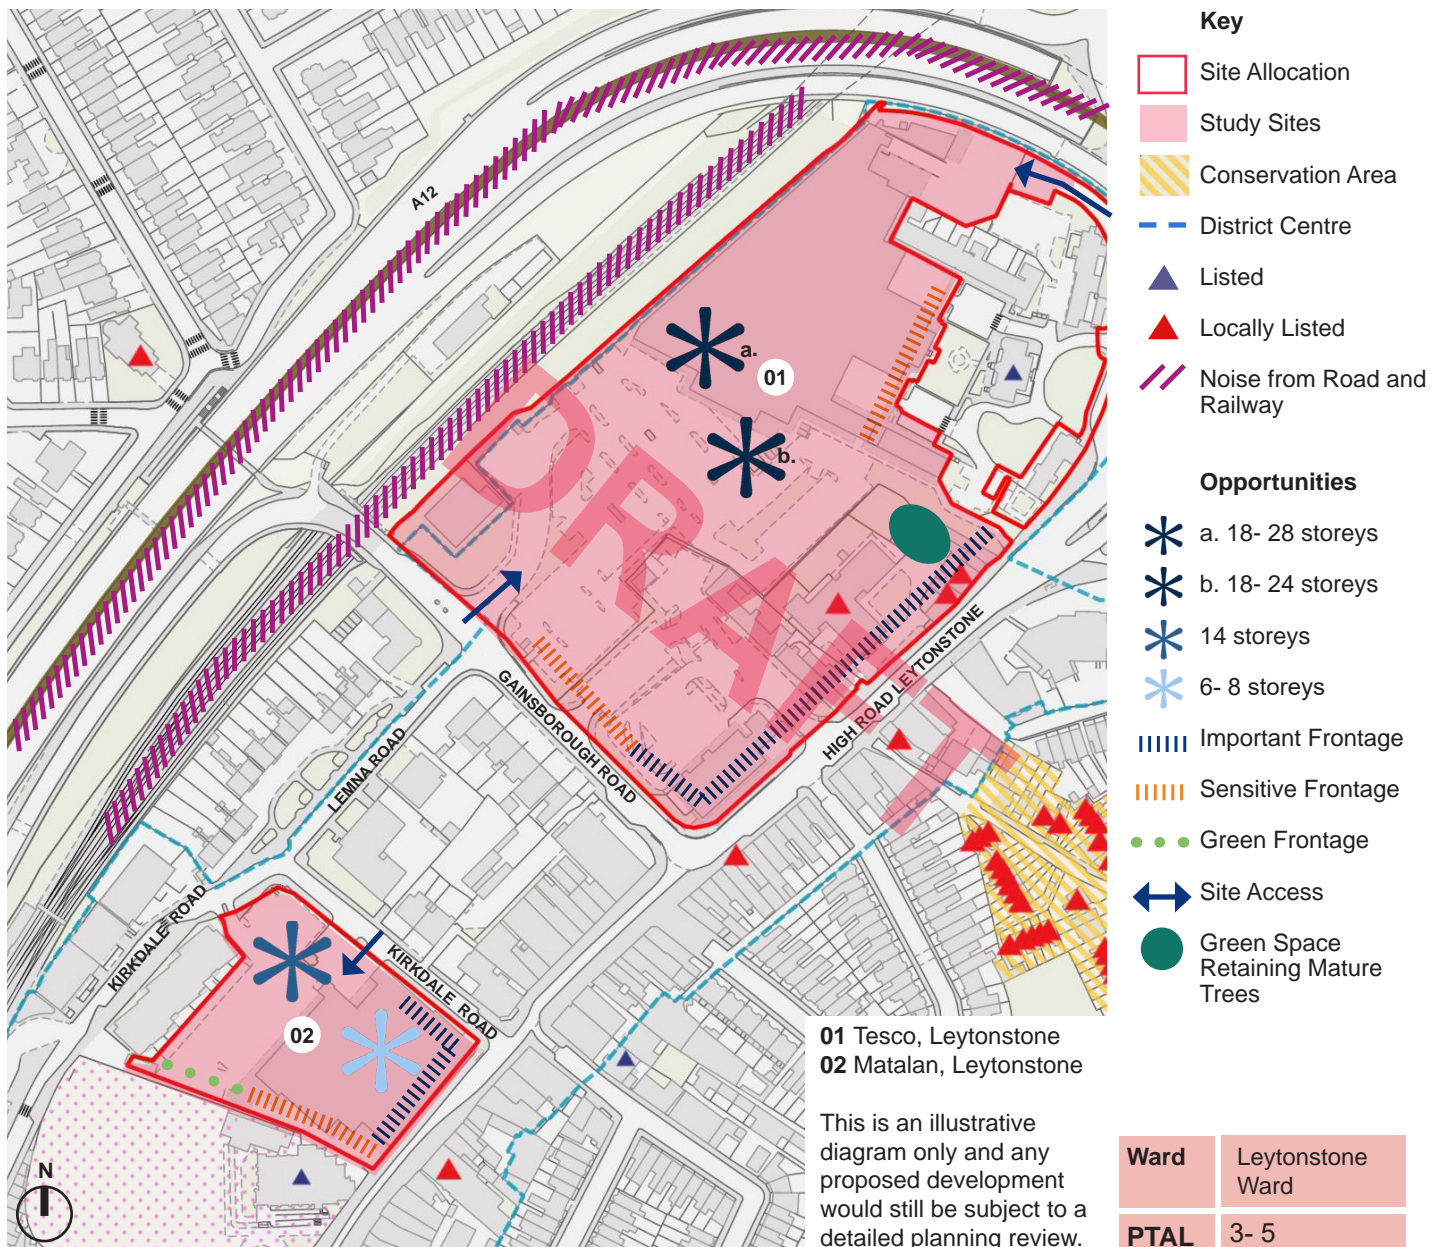 Key
Site Allocation
Study Sites
Conservation Area
District Centre
Listed
Locally Listed
Noise from Road and
Railway
Opportunities
a. 18- 28 storeys
b. 18- 24 storeys
14 storeys
6- 8 storeys
Important Frontage
Sensitive Frontage
Green Frontage
Site Access
Green Space
Retaining Mature
Trees
A12
a.
01
b.
DRAFT
GAINSBOROUGH ROAD
HIGH ROAD LEYTONSTONE
LEMNA ROAD
KIRKDALE ROAD
KIRKDALE ROAD
02
N
01 Tesco, Leytonstone
02 Matalan, Leytonstone
This is an illustrative
diagram only and any
proposed development
would still be subject to a
detailed planning review.
Ward Leytonstone
Ward
PTAL 3- 5